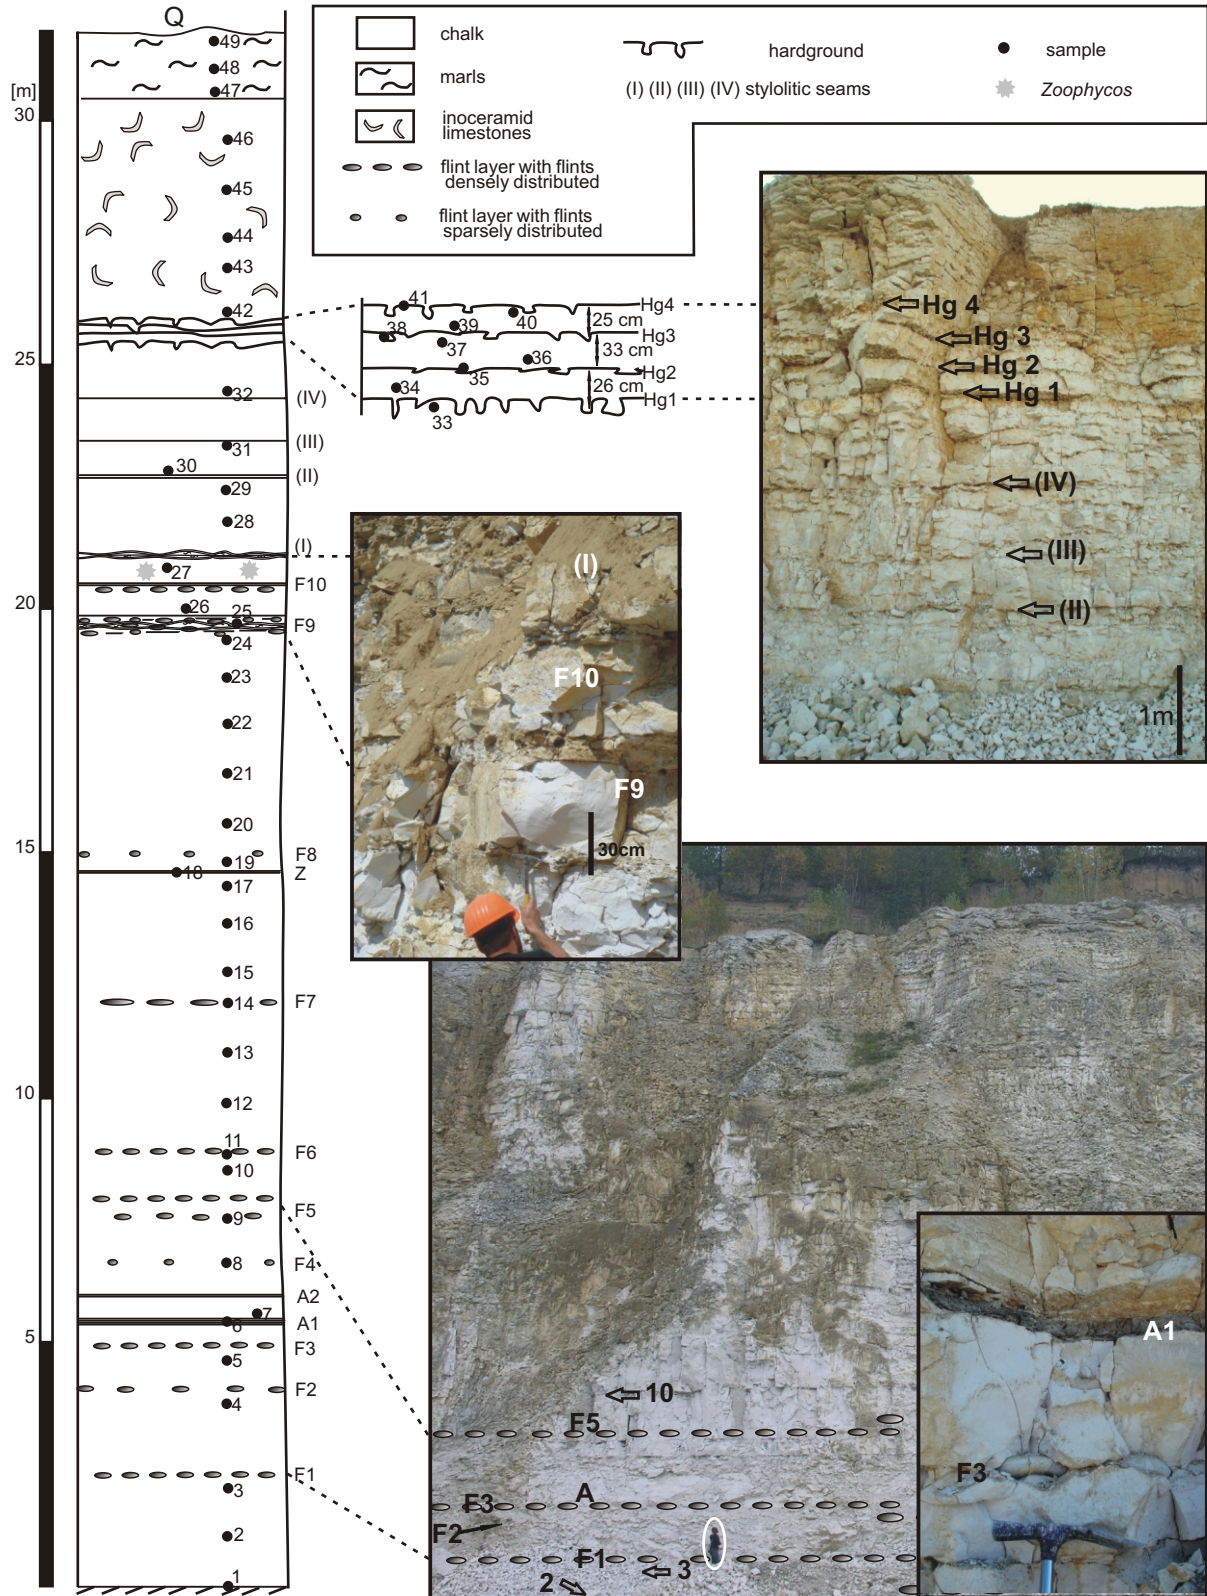 Q
[m]
30
25
20
15
10
5
49
48
47
46
45
44
43
42
32
31
30
29
28
27
26
25
24
23
22
21
20
19
18
17
16
15
14
13
12
11
10
9
8
7
6
5
4
3
2
1
(IV)
(III)
(II)
(I)
F10
F9
F8
Z
F7
F6
F5
F4
A2
A1
F3
F2
F1
chalk
marls
inoceramid
limestones
flint layer with flints
densely distributed
flint layer with flints
sparsely distributed
hardground
(I) (II) (III) (IV) stylolitic seams
sample
Zoophycos
41
Hg4
40
25 cm
39
38
Hg3
37
33 cm
36
35
Hg2
34
26 cm
Hg1
33
Hg 4
Hg 3
Hg 2
Hg 1
(IV)
(III)
(II)
1m
(I)
F10
F9
30cm
10
F5
A
F3
F2
F1
3
2
A1
F3